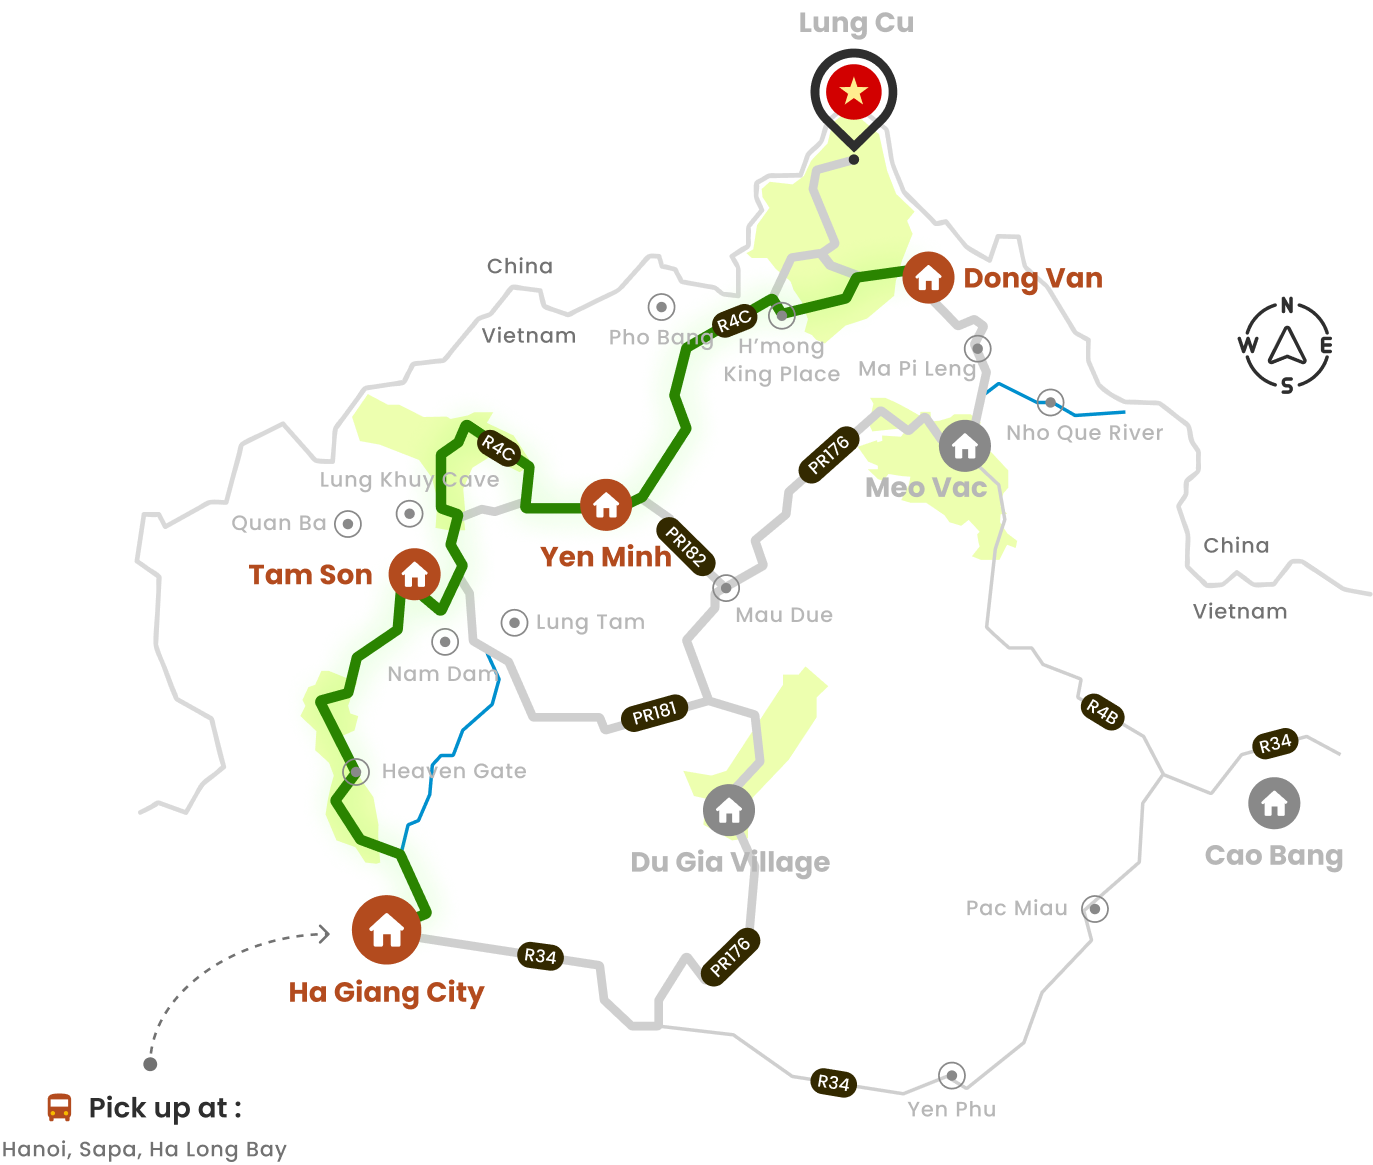 Lung Cu
China
Vietnam
Pho Bang
R4C
H’mong
King Place
Dong Van
Ma Pi Leng
Nho Que River
N
W
E
S
R4C
Lung Khuy Cave
Quan Ba
Tam Son
Yen Minh
PR182
PR176
Meo Vac
China
Vietnam
Mau Due
Lung Tam
Nam Dam
PR181
R4B
R34
Heaven Gate
Du Gia Village
Cao Bang
Pac Miau
Ha Giang City
R34
PR176
R34
Yen Phu
Pick up at :
Hanoi, Sapa, Ha Long Bay